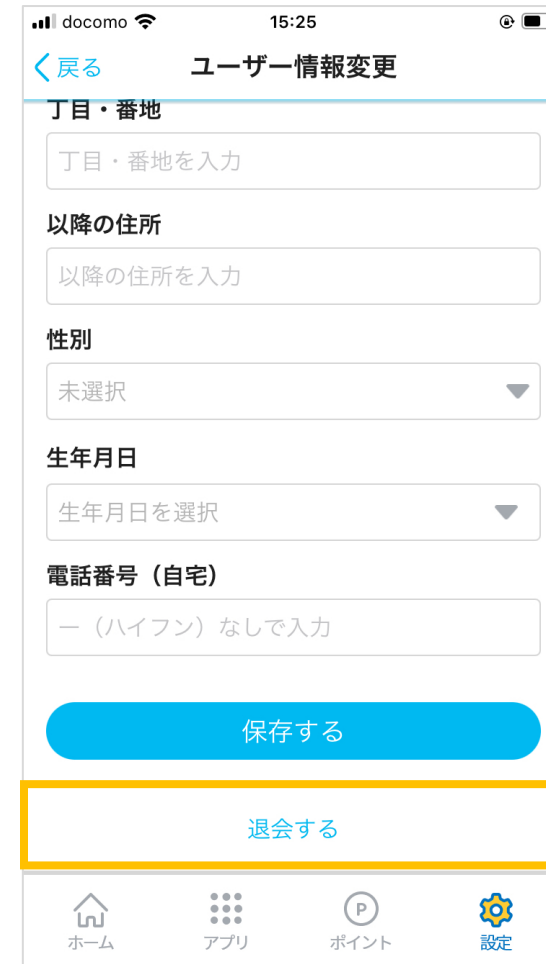 docomo 15:25
戻る ユーザー情報変更
丁目・番地
丁目・番地を入力
以降の住所
以降の住所を入力
性別
未選択
生年月日
生年月日を選択
電話番号（自宅）
ー（ハイフン）なしで入力
保存する
退会する
P
ホーム アプリ ポイント 設定